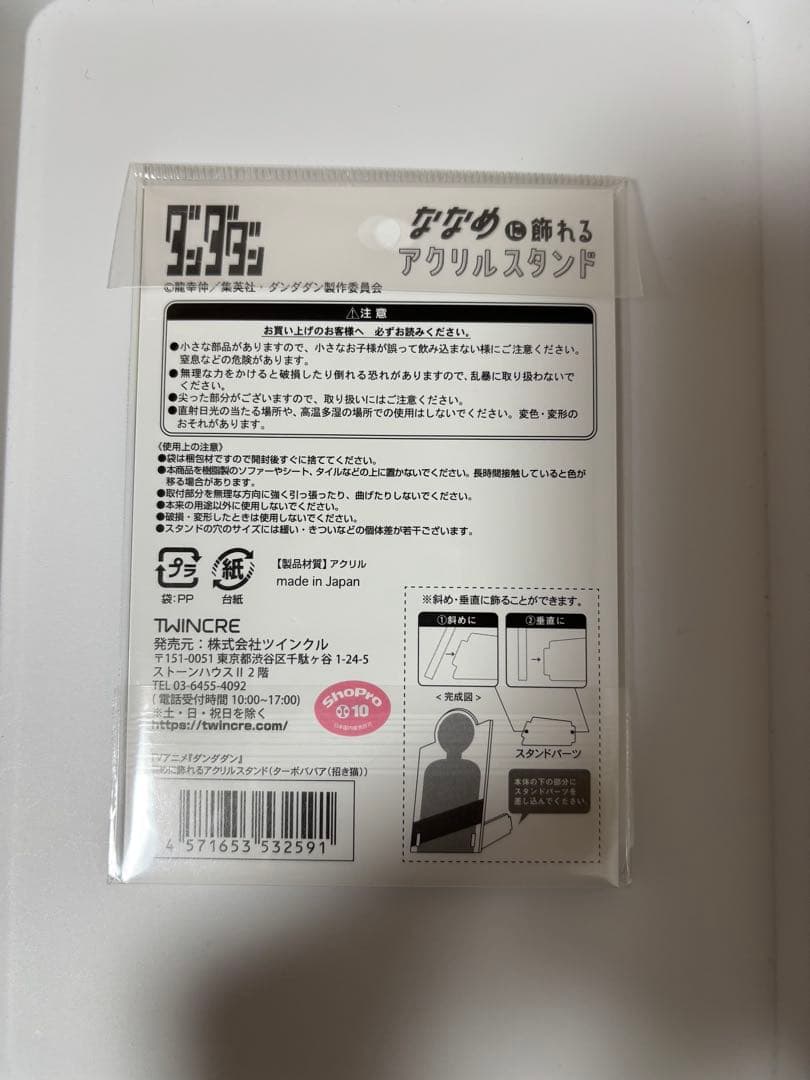 ダンダダン
ななめに飾れる
アクリルスタンド
©龍幸伸／集英社・ダンダダン製作委員会
⚠注意
お買い上げのお客様へ 必ずお読みください。
●小さな部品がありますので、小さなお子様が誤って飲み込まない様にご注意ください。
窒息などの危険があります。
●無理な力をかけると破損したり倒れる恐れがありますので、乱暴に取り扱わないで
ください。
●尖った部分がございますので、取り扱いにはご注意ください。
●直射日光の当たる場所や、高温多湿の場所での使用はしないでください。変色・変形の
おそれがあります。
《使用上の注意》
●袋は梱包材ですので開封後すぐに捨ててください。
●本商品を樹脂製のソファーやシート、タイルなどの上に置かないでください。長時間接触していると色が
移る場合があります。
●取付部分を無理な方向に強く引っ張ったり、曲げたりしないでください。
●本来の用途以外に使用しないでください。
●破損・変形したときは使用しないでください。
●スタンドの穴のサイズには緩い・きついなどの個体差が若干ございます。
プラ
袋:PP
紙
台紙
【製品材質】アクリル
made in Japan
TWINCRE
発売元：株式会社ツインクル
〒151-0051 東京都渋谷区千駄ヶ谷 1-24-5
ストーンハウスⅡ 2 階
TEL 03-6455-4092
( 電話受付時間 10:00~17:00)
※土・日・祝日を除く
https://twincre.com/
ShoPro
10
TVアニメ『ダンダダン』
ななめに飾れるアクリルスタンド(ターボババア(招き猫))
4 571653 532591
※斜め・垂直に飾ることができます。
①斜めに
②垂直に
＜完成図＞
スタンドパーツ
本体の下の部分に
スタンドパーツを
差し込んでください。